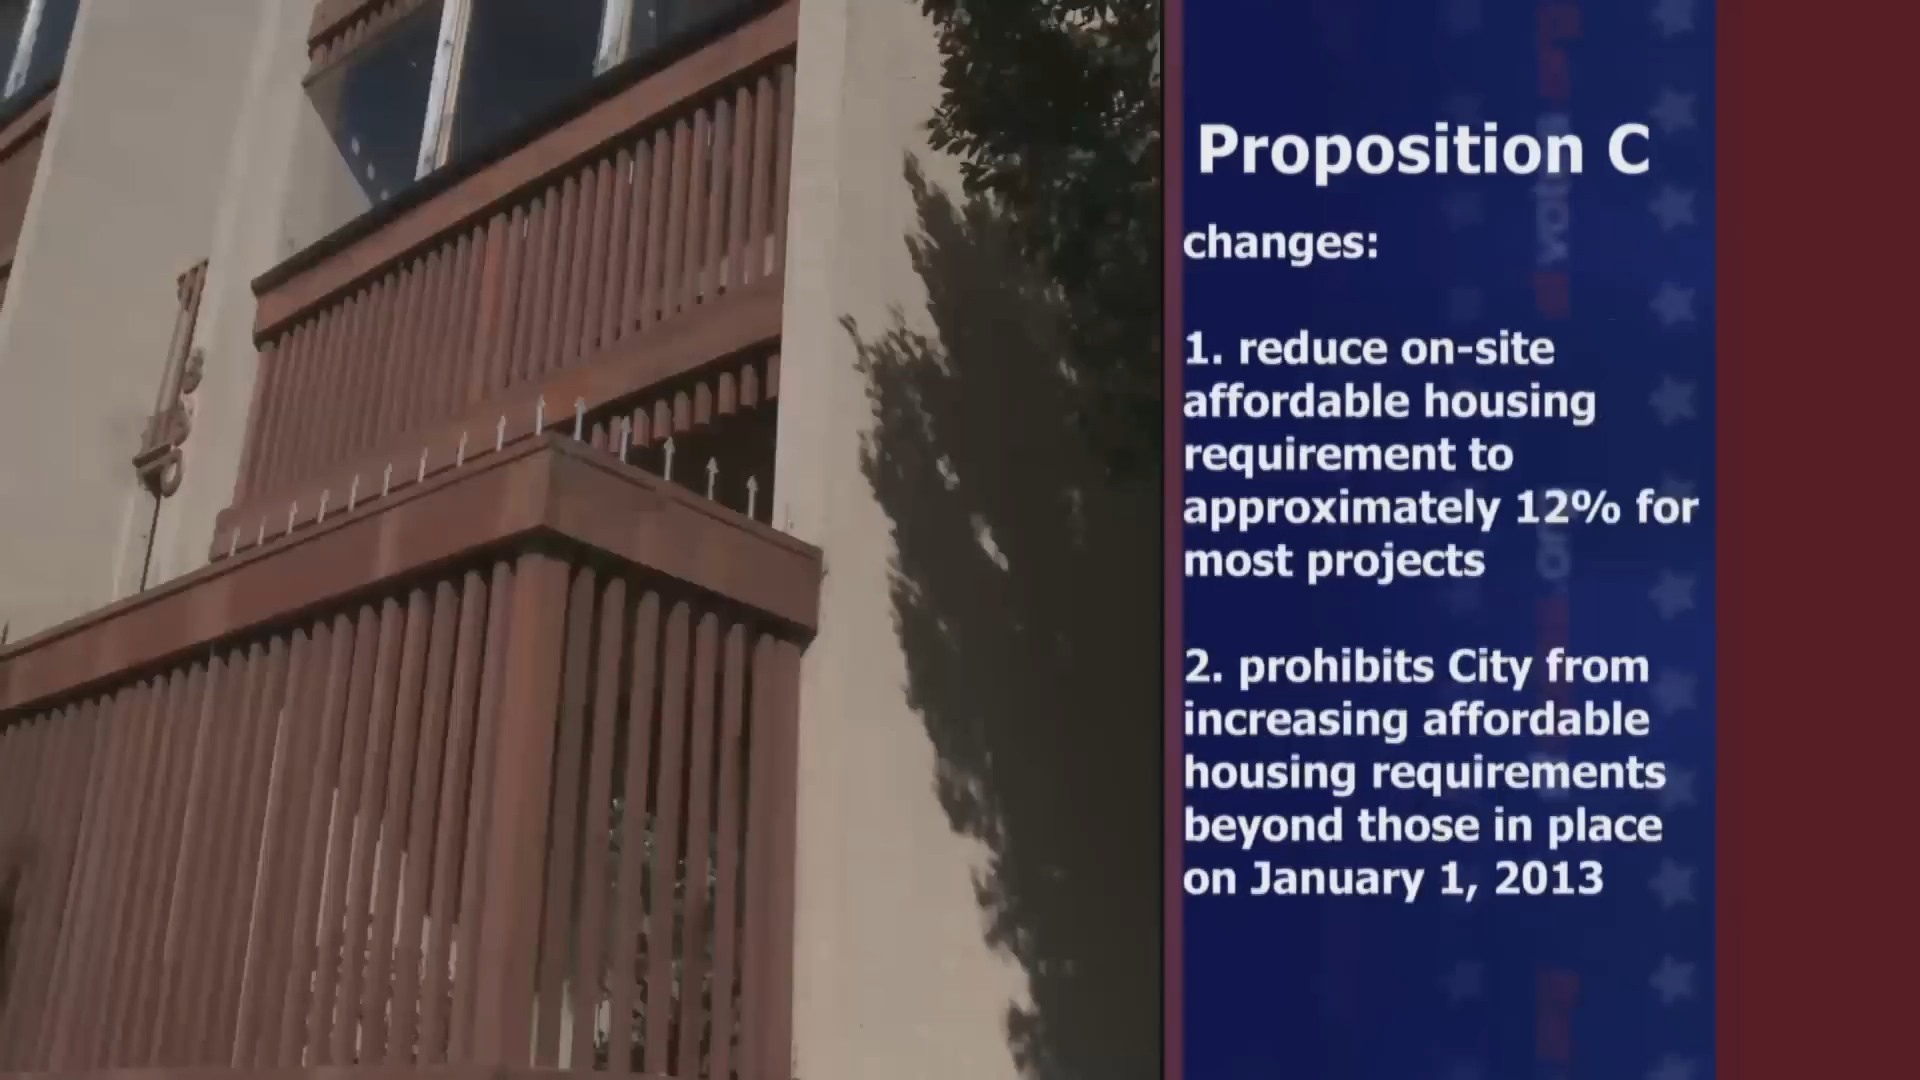 Proposition C
changes:
1. reduce on-site
affordable housing
requirement to
approximately 12% for
most projects
2. prohibits City from
increasing affordable
housing requirements
beyond those in place
on January 1, 2013